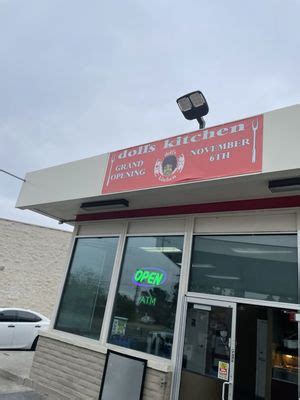 dolls kitchen
GRAND
OPENING
NOVEMBER
6TH
OPEN
ATM